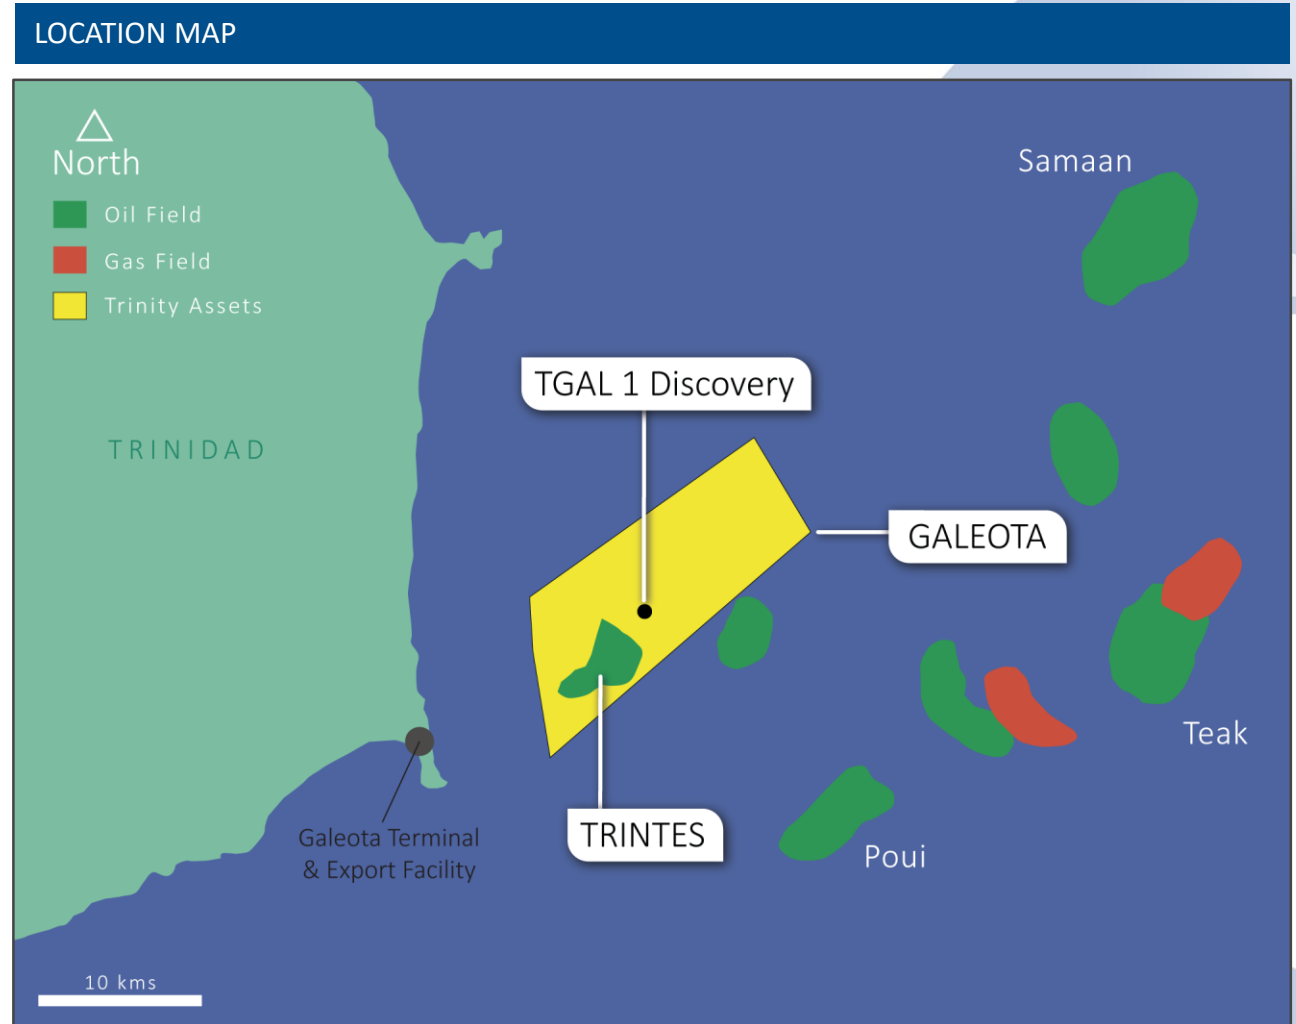 LOCATION MAP
North
Oil Field
Gas Field
Trinity Assets
Samaan
TGAL 1 Discovery
TRINIDAD
GALEOTA
Teak
TRINTES
Galeota Terminal
& Export Facility
Poui
10 kms